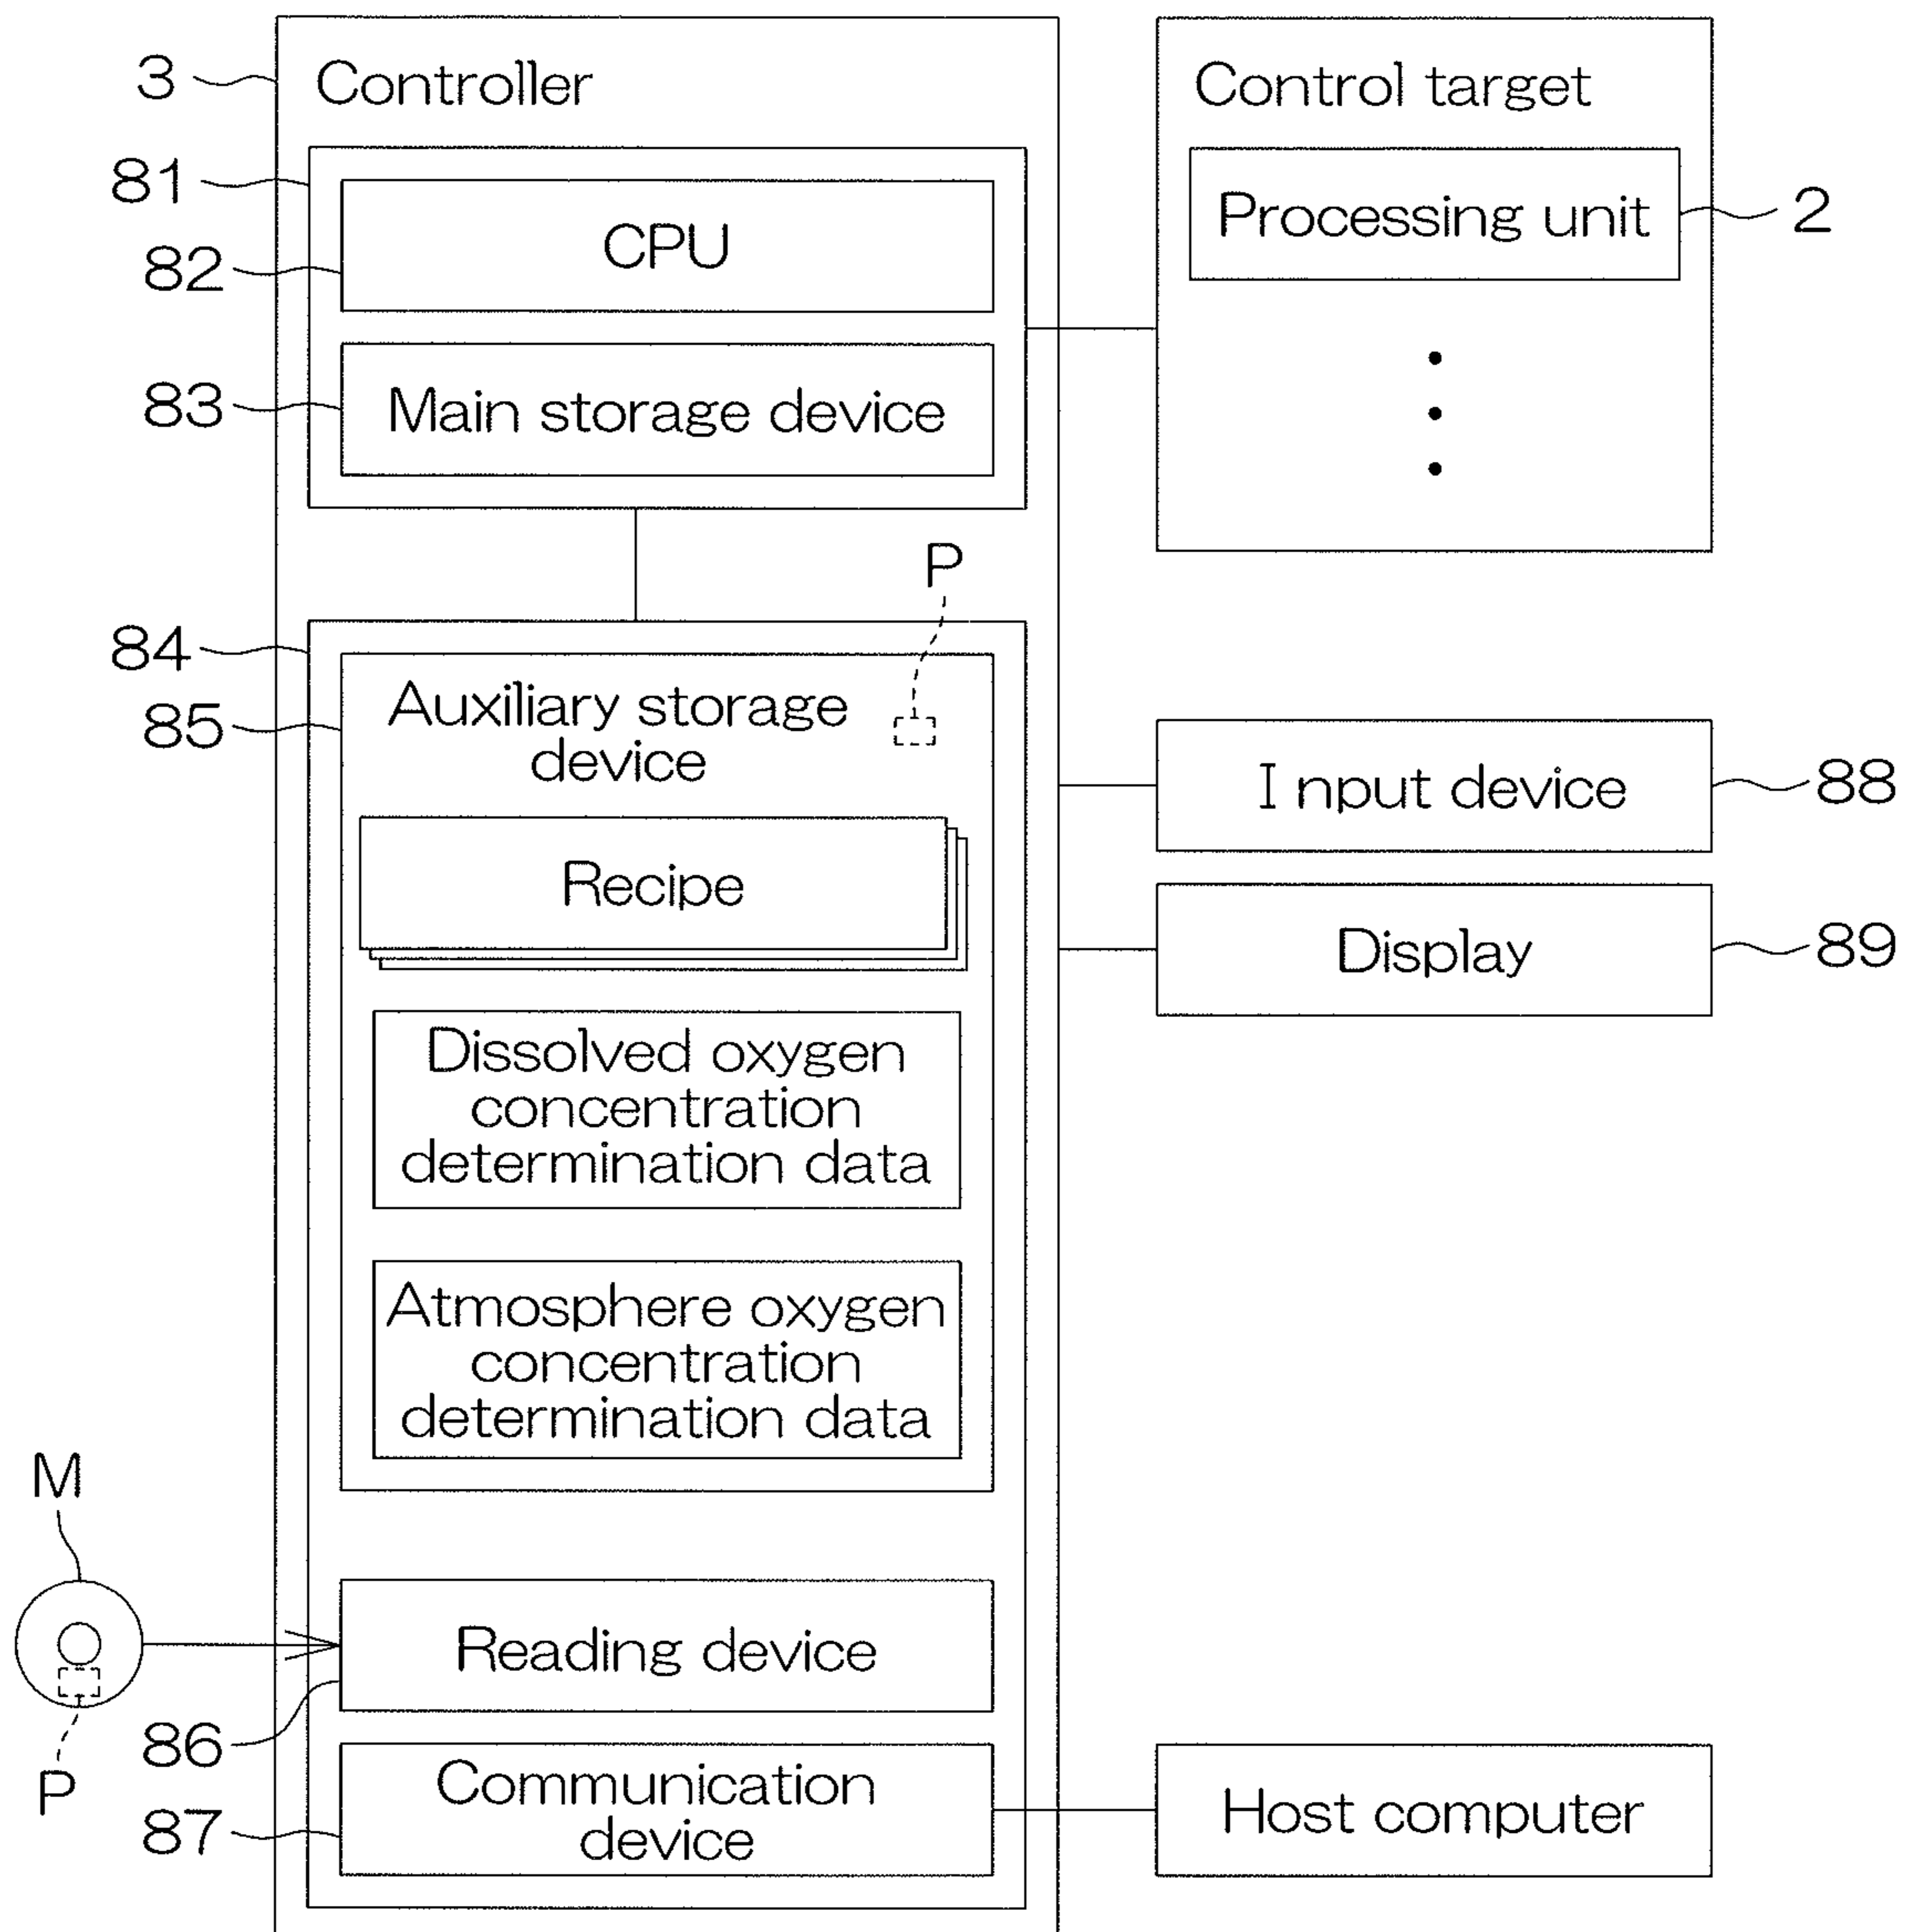 3
Controller
81
CPU
82
83
Main storage device
Control target
Processing unit
2
P
84
85
Auxiliary storage
device
Recipe
Dissolved oxygen
concentration
determination data
Atmosphere oxygen
concentration
determination data
Input device
88
Display
89
M
P
Reading device
86
Communication
device
87
Host computer